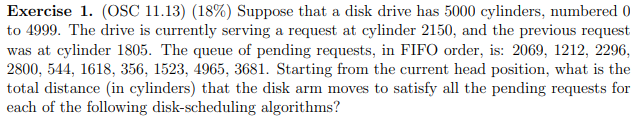 Exercise 1. (OSC 11.13) (18%) Suppose that a disk drive has 5000 cylinders, numbered 0
to 4999. The drive is currently serving a request at cylinder 2150, and the previous request
was at cylinder 1805. The queue of pending requests, in FIFO order, is: 2069, 1212, 2296,
2800, 544, 1618, 356, 1523, 4965, 3681. Starting from the current head position, what is the
total distance (in cylinders) that the disk arm moves to satisfy all the pending requests for
each of the following disk-scheduling algorithms?